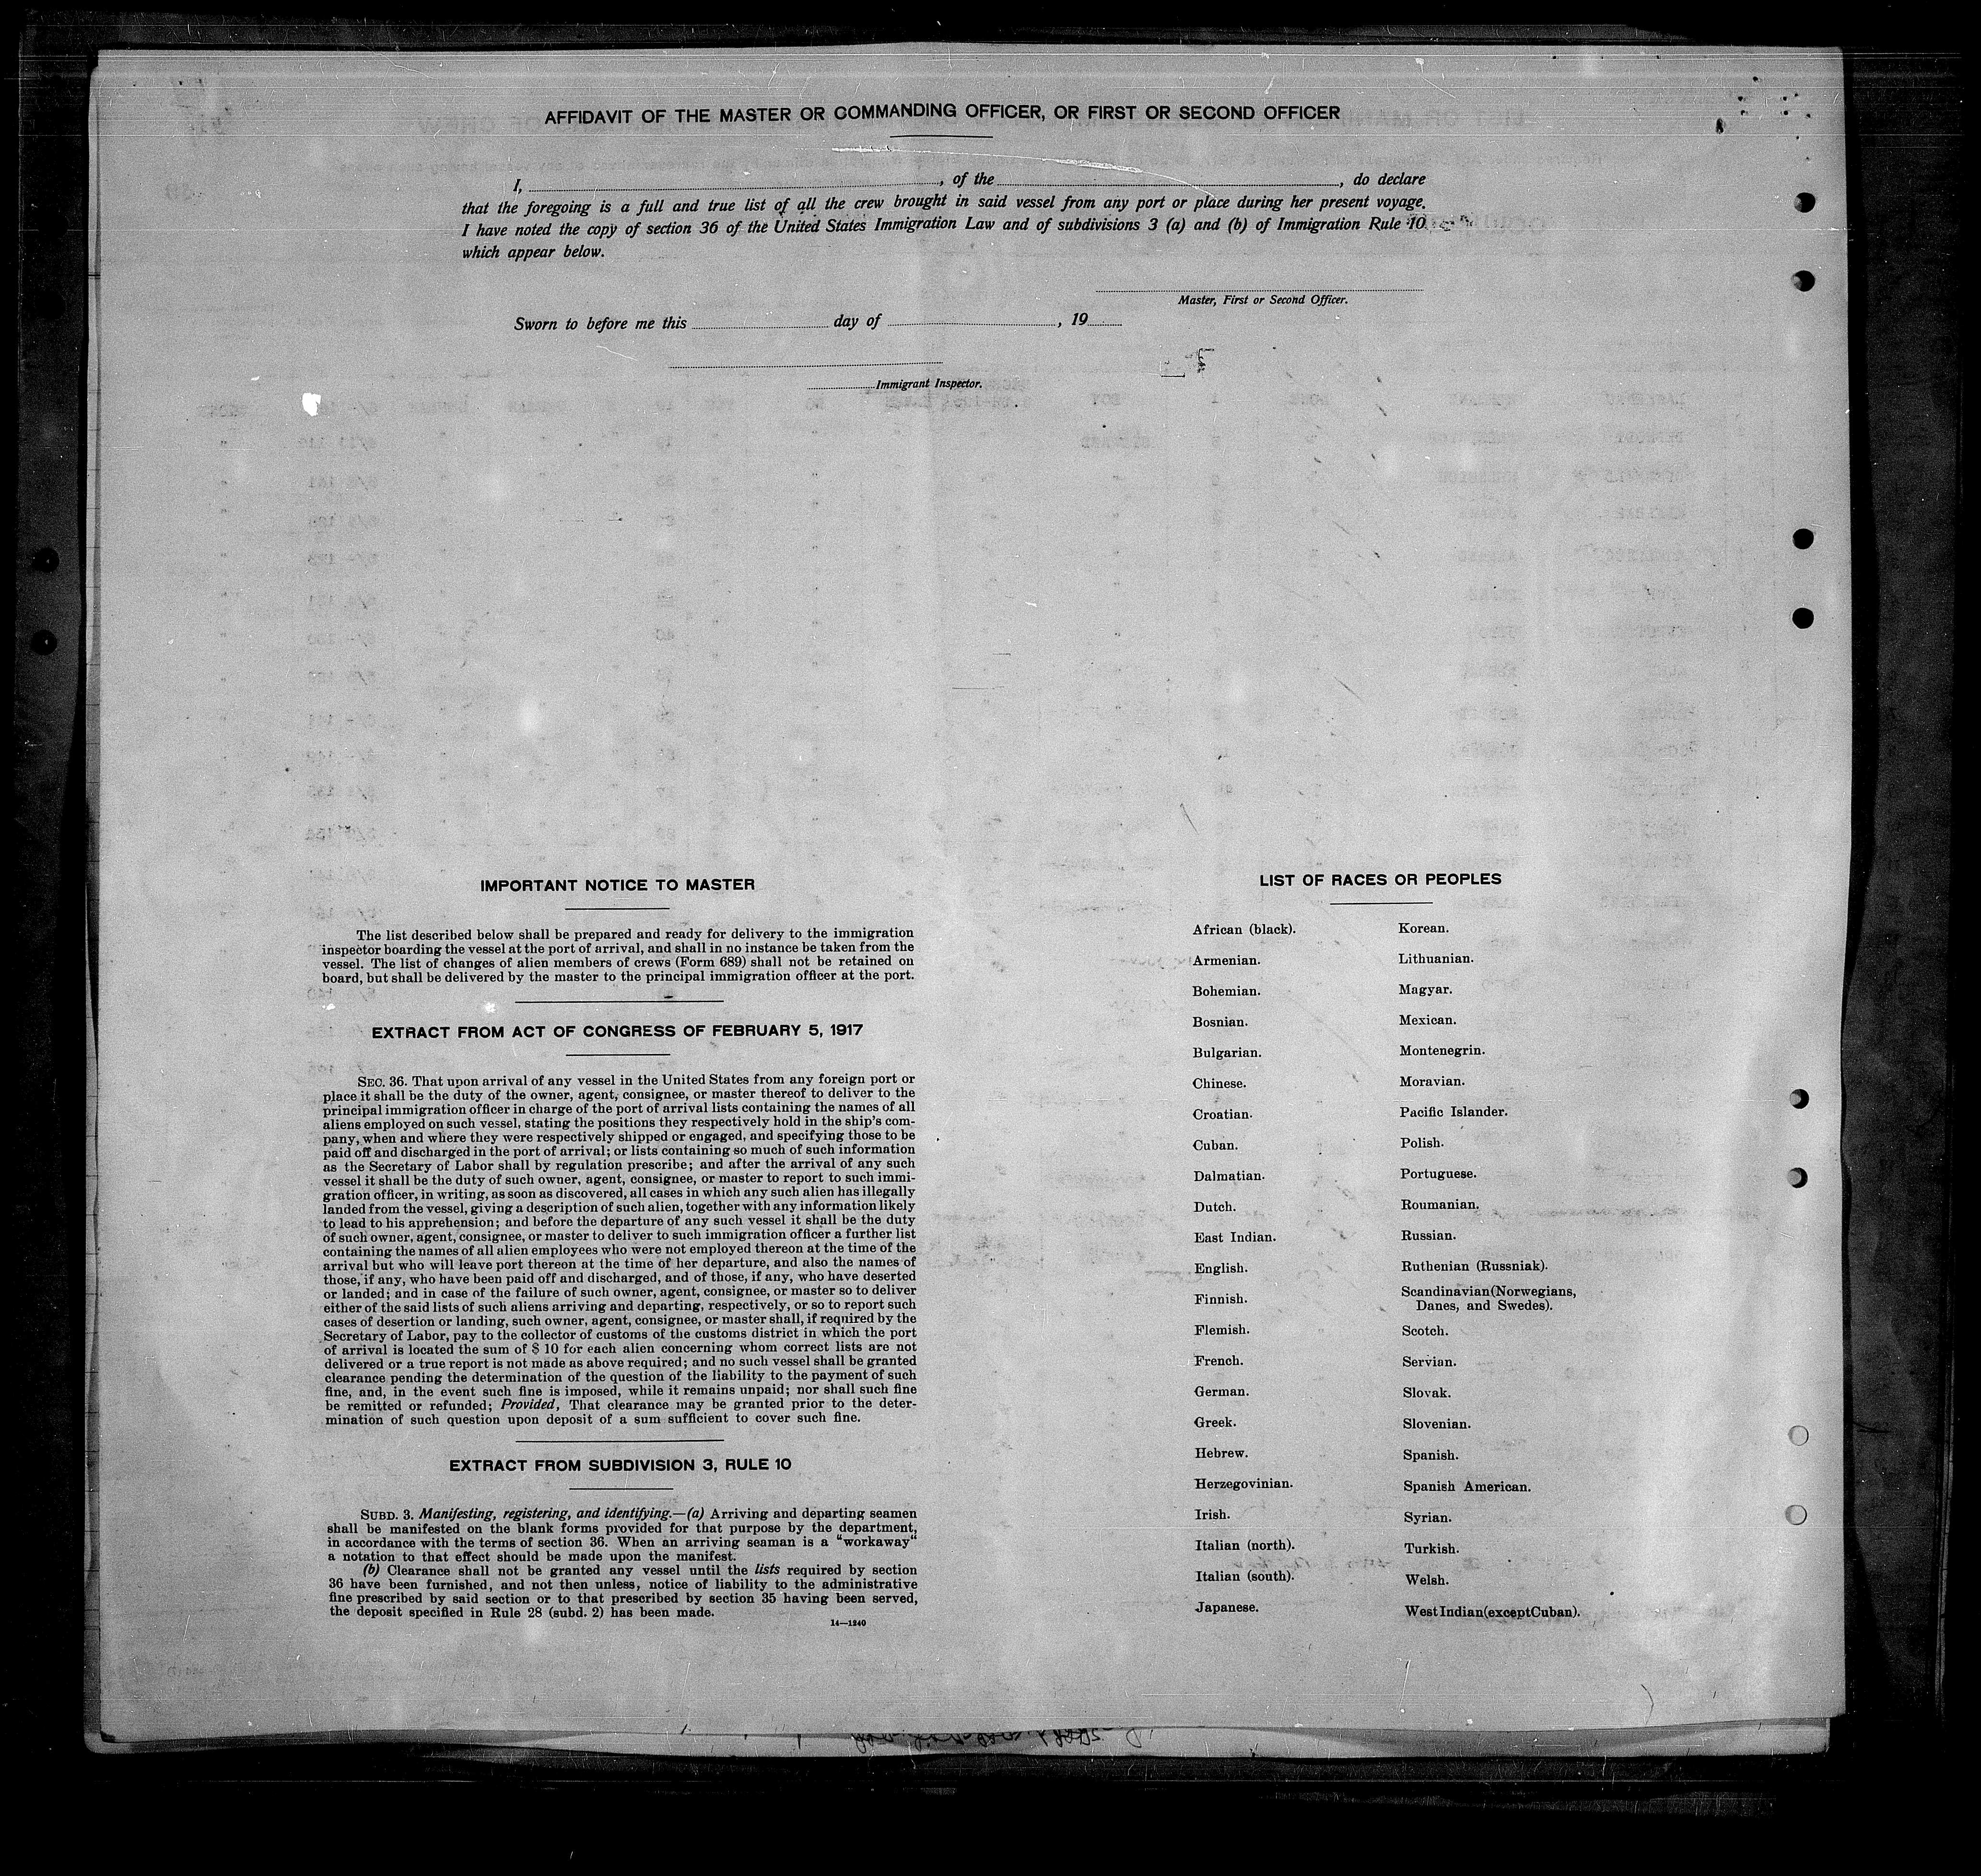 AFFIDAVIT OF THE MASTER OR COMMANDING OFFICER, OR FIRST OR SECOND OFFICER
I, , of the , do declare
that the foregoing is a full and true list of all the crew brought in said vessel from any port or place during her present voyage.
I have noted the copy of section 36 of the United States Immigration Law and of subdivisions 3 (a) and (b) of Immigration Rule 10
which appear below.
Master, First or Second Officer.
Sworn to before me this day of , 19
Immigrant Inspector.
IMPORTANT NOTICE TO MASTER
The list described below shall be prepared and ready for delivery to the immigration
inspector boarding the vessel at the port of arrival, and shall in no instance be taken from the
vessel. The list of changes of alien members of crews (Form 689) shall not be retained on
board, but shall be delivered by the master to the principal immigration officer at the port.
EXTRACT FROM ACT OF CONGRESS OF FEBRUARY 5, 1917
SEC. 36. That upon arrival of any vessel in the United States from any foreign port or
place it shall be the duty of the owner, agent, consignee, or master thereof to deliver to the
principal immigration officer in charge of the port of arrival lists containing the names of all
aliens employed on such vessel, stating the positions they respectively hold in the ship's com-
pany, when and where they were respectively shipped or engaged, and specifying those to be
paid off and discharged in the port of arrival; or lists containing so much of such information
as the Secretary of Labor shall by regulation prescribe; and after the arrival of any such
vessel it shall be the duty of such owner, agent, consignee, or master to report to such immi-
gration officer, in writing, as soon as discovered, all cases in which any such alien has illegally
landed from the vessel, giving a description of such alien, together with any information likely
to lead to his apprehension; and before the departure of any such vessel it shall be the duty
of such owner, agent, consignee, or master to deliver to such immigration officer a further list
containing the names of all alien employees who were not employed thereon at the time of the
arrival but who will leave port thereon at the time of her departure, and also the names of
those, if any, who have been paid off and discharged, and of those, if any, who have deserted
or landed; and in case of the failure of such owner, agent, consignee, or master so to deliver
either of the said lists of such aliens arriving and departing, respectively, or so to report such
cases of desertion or landing, such owner, agent, consignee, or master shall, if required by the
Secretary of Labor, pay to the collector of customs of the customs district in which the port
of arrival is located the sum of $ 10 for each alien concerning whom correct lists are not
delivered or a true report is not made as above required; and no such vessel shall be granted
clearance pending the determination of the question of the liability to the payment of such
fine, and, in the event such fine is imposed, while it remains unpaid; nor shall such fine
be remitted or refunded; Provided, That clearance may be granted prior to the deter-
mination of such question upon deposit of a sum sufficient to cover such fine.
EXTRACT FROM SUBDIVISION 3, RULE 10
SUBD. 3. Manifesting, registering, and identifying.—(a) Arriving and departing seamen
shall be manifested on the blank forms provided for that purpose by the department,
in accordance with the terms of section 36. When an arriving seaman is a "workaway"
a notation to that effect should be made upon the manifest.
(b) Clearance shall not be granted any vessel until the lists required by section
36 have been furnished, and not then unless, notice of liability to the administrative
fine prescribed by said section or to that prescribed by section 35 having been served,
the deposit specified in Rule 28 (subd. 2) has been made.
14—1240
LIST OF RACES OR PEOPLES
African (black).
Armenian.
Bohemian.
Bosnian.
Bulgarian.
Chinese.
Croatian.
Cuban.
Dalmatian.
Dutch.
East Indian.
English.
Finnish.
Flemish.
French.
German.
Greek.
Hebrew.
Herzegovinian.
Irish.
Italian (north).
Italian (south).
Japanese.
Korean.
Lithuanian.
Magyar.
Mexican.
Montenegrin.
Moravian.
Pacific Islander.
Polish.
Portuguese.
Roumanian.
Russian.
Ruthenian (Russniak).
Scandinavian(Norwegians,
Danes, and Swedes).
Scotch.
Servian.
Slovak.
Slovenian.
Spanish.
Spanish American.
Syrian.
Turkish.
Welsh.
West Indian (except Cuban).